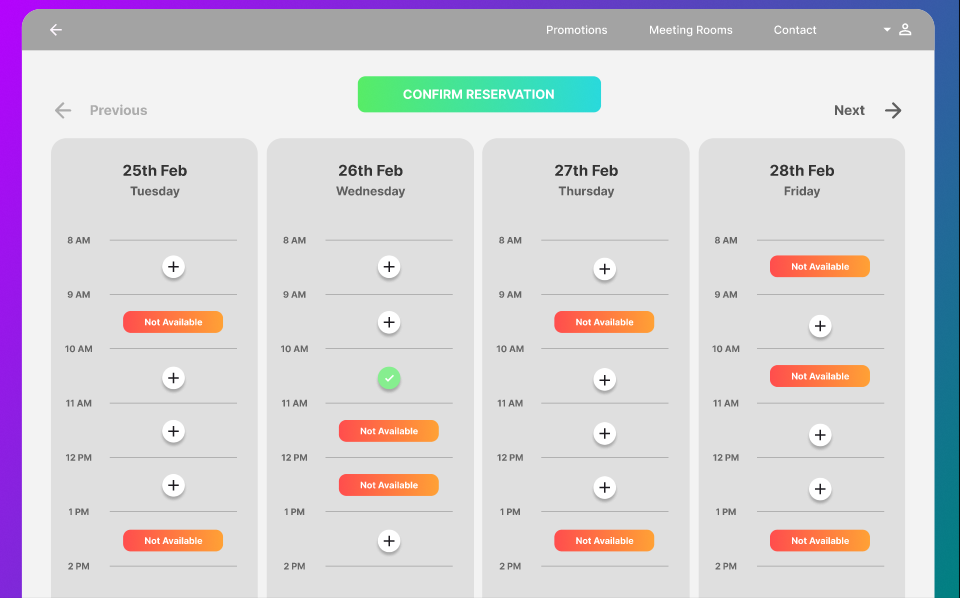 Promotions
Meeting Rooms
Contact
CONFIRM RESERVATION
Previous
Next
25th Feb
Tuesday
8 AM
9 AM
Not Available
10 AM
11 AM
12 PM
1 PM
Not Available
2 PM
26th Feb
Wednesday
8 AM
9 AM
10 AM
11 AM
Not Available
12 PM
Not Available
1 PM
2 PM
27th Feb
Thursday
8 AM
9 AM
Not Available
10 AM
11 AM
12 PM
1 PM
Not Available
2 PM
28th Feb
Friday
8 AM
Not Available
9 AM
10 AM
Not Available
11 AM
12 PM
1 PM
Not Available
2 PM